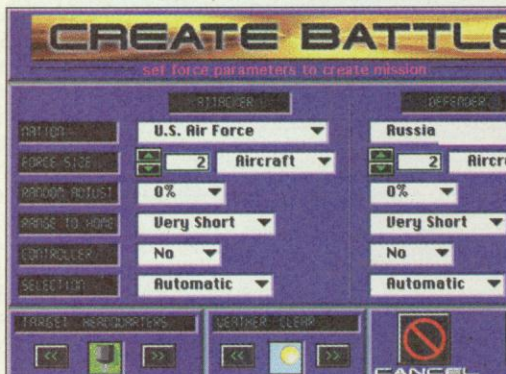 CREATE BATTLE
set force parameters to create mission
ATTACKER DEFENDER
NATION U.S. Air Force Russia
FORCE SIZE 2 Aircraft 2 Aircr
RANDOM ADJUST 0% 0%
RANGE TO HOME Very Short Very Short
CONTROLLER No No
SELECTION Automatic Automatic
TARGET HEADQUARTERS WEATHER CLEAR
<< >> << >>
CANCEL